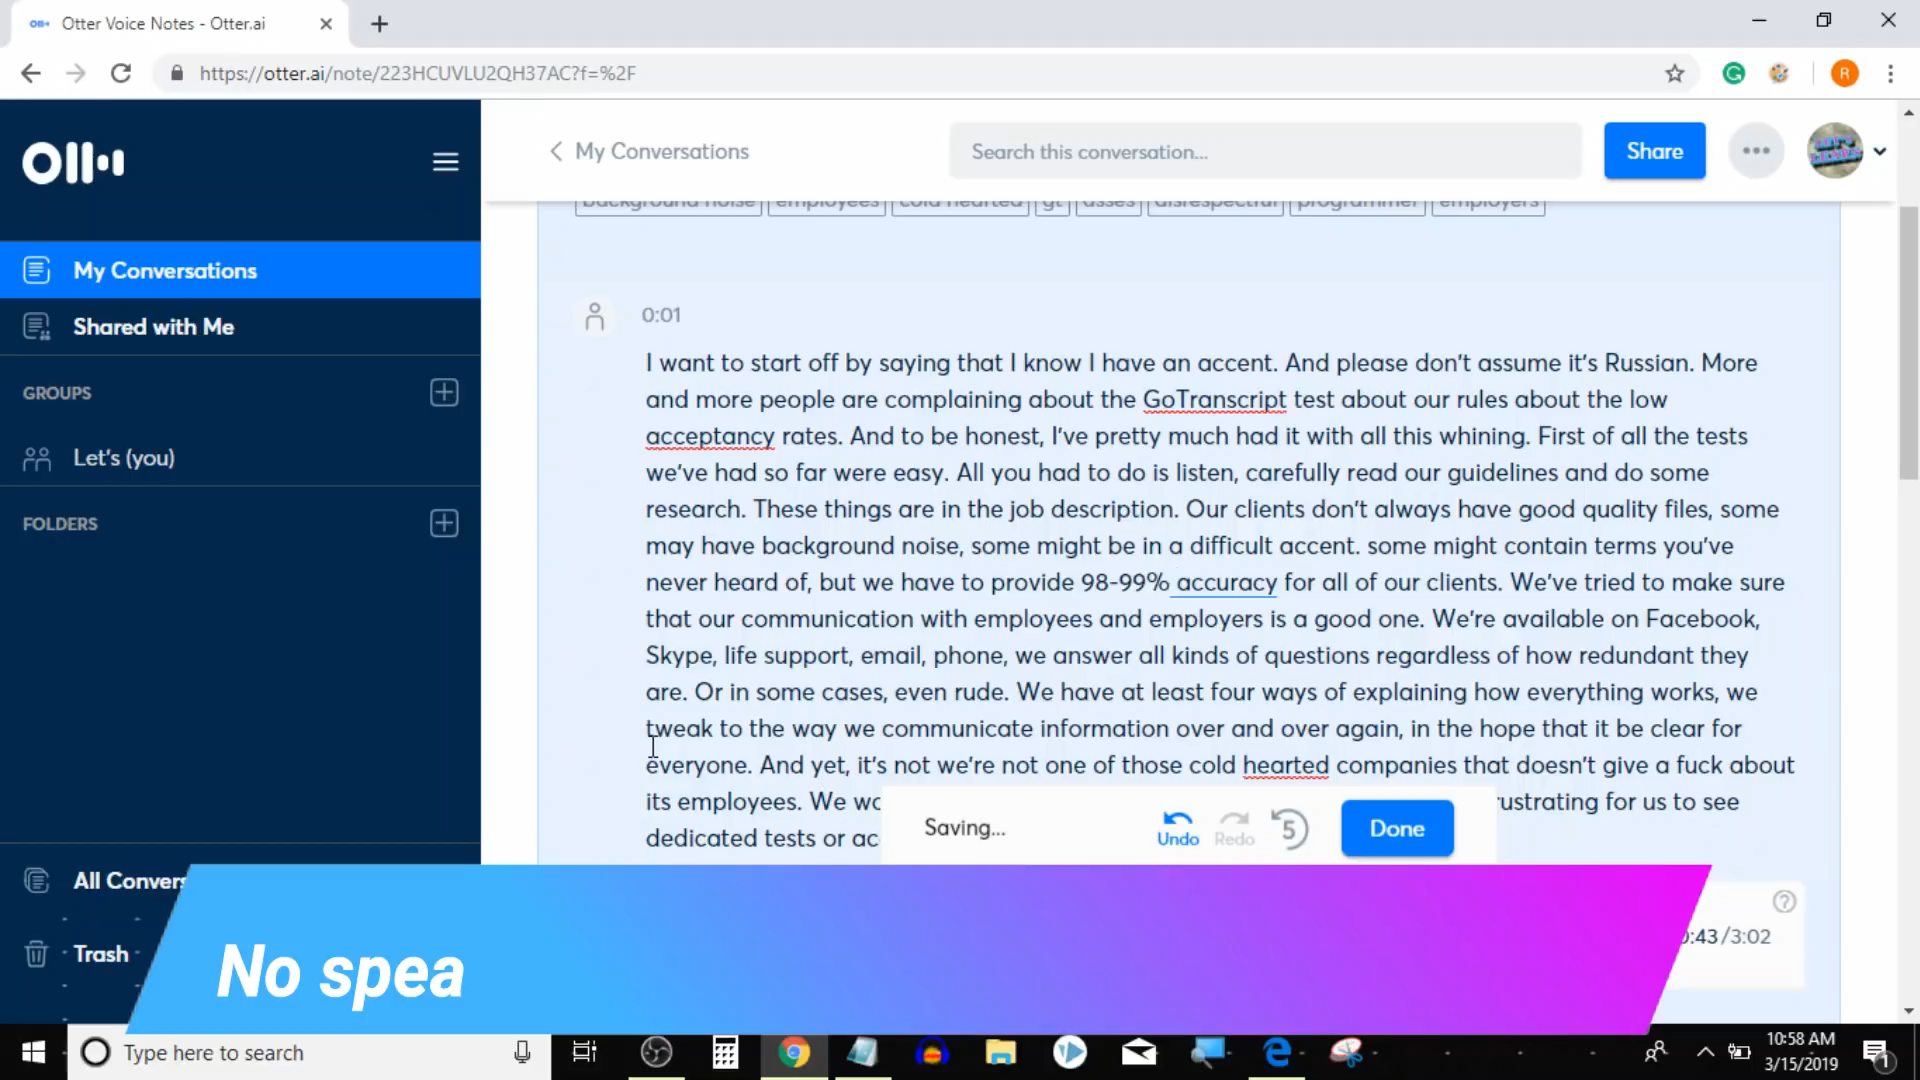 Otter Voice Notes - Otter.ai
https://otter.ai/note/223HCUVLU2QH37AC?f=%2F
My Conversations
Search this conversation...
Share
background noise employees cold hearted gt asses disrespectful programmer employers
My Conversations
Shared with Me
GROUPS
Let's (you)
FOLDERS
All Conver
Trash
0:01
I want to start off by saying that I know I have an accent. And please don't assume it's Russian. More
and more people are complaining about the GoTranscript test about our rules about the low
acceptancy rates. And to be honest, I've pretty much had it with all this whining. First of all the tests
we've had so far were easy. All you had to do is listen, carefully read our guidelines and do some
research. These things are in the job description. Our clients don't always have good quality files, some
may have background noise, some might be in a difficult accent. some might contain terms you've
never heard of, but we have to provide 98-99% accuracy for all of our clients. We've tried to make sure
that our communication with employees and employers is a good one. We're available on Facebook,
Skype, life support, email, phone, we answer all kinds of questions regardless of how redundant they
are. Or in some cases, even rude. We have at least four ways of explaining how everything works, we
tweak to the way we communicate information over and over again, in the hope that it be clear for
everyone. And yet, it's not we're not one of those cold hearted companies that doesn't give a fuck about
its employees. We wo rustrating for us to see
dedicated tests or ac
Saving...
Undo
Redo
5
Done
:43/3:02
No spea
Type here to search
10:58 AM
3/15/2019
1